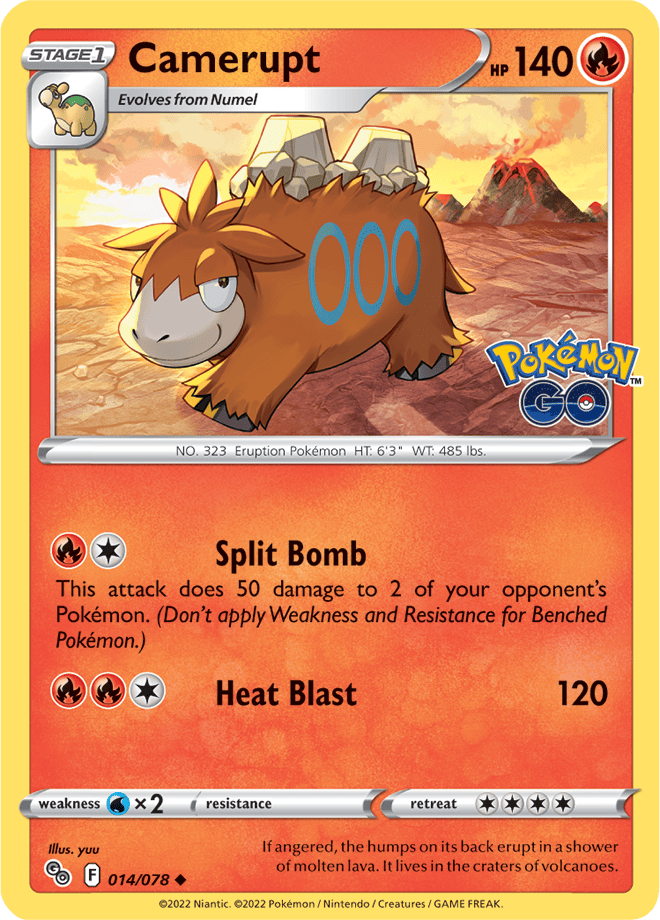 STAGE 1
Camerupt
HP 140
Evolves from Numel
POKéMON™
GO
NO. 323 Eruption Pokémon HT: 6'3" WT: 485 lbs.
Split Bomb
This attack does 50 damage to 2 of your opponent's
Pokémon. (Don't apply Weakness and Resistance for Benched
Pokémon.)
Heat Blast 120
weakness ×2 resistance retreat
Illus. yuu
If angered, the humps on its back erupt in a shower
of molten lava. It lives in the craters of volcanoes.
GO F 014/078
©2022 Niantic. ©2022 Pokémon / Nintendo / Creatures / GAME FREAK.